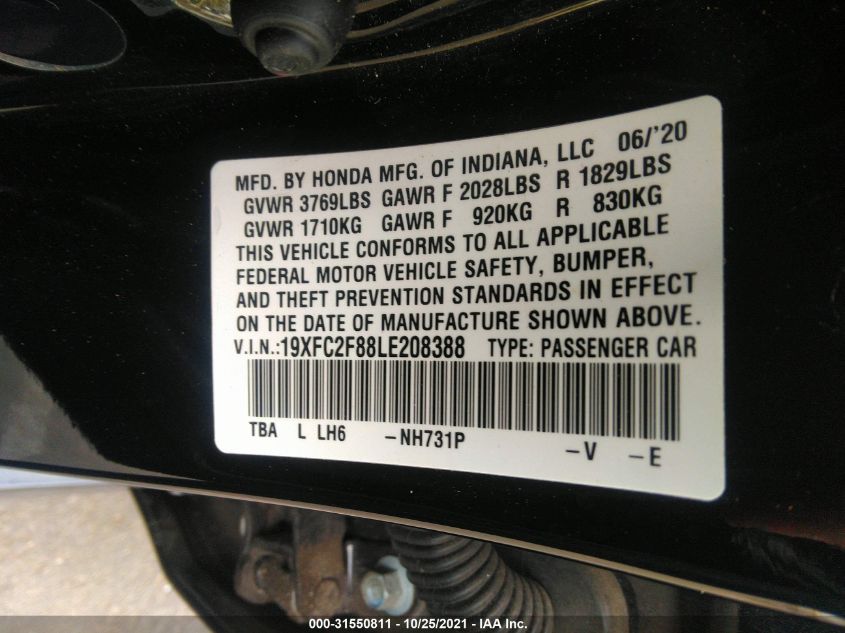 MFD. BY HONDA MFG. OF INDIANA, LLC 06/'20
GVWR 3769LBS GAWR F 2028LBS R 1829LBS
GVWR 1710KG GAWR F 920KG R 830KG
THIS VEHICLE CONFORMS TO ALL APPLICABLE
FEDERAL MOTOR VEHICLE SAFETY, BUMPER,
AND THEFT PREVENTION STANDARDS IN EFFECT
ON THE DATE OF MANUFACTURE SHOWN ABOVE.
V.I.N.:19XFC2F88LE208388 TYPE: PASSENGER CAR
TBA L LH6 -NH731P -V -E
000-31550811 - 10/25/2021 - IAA Inc.